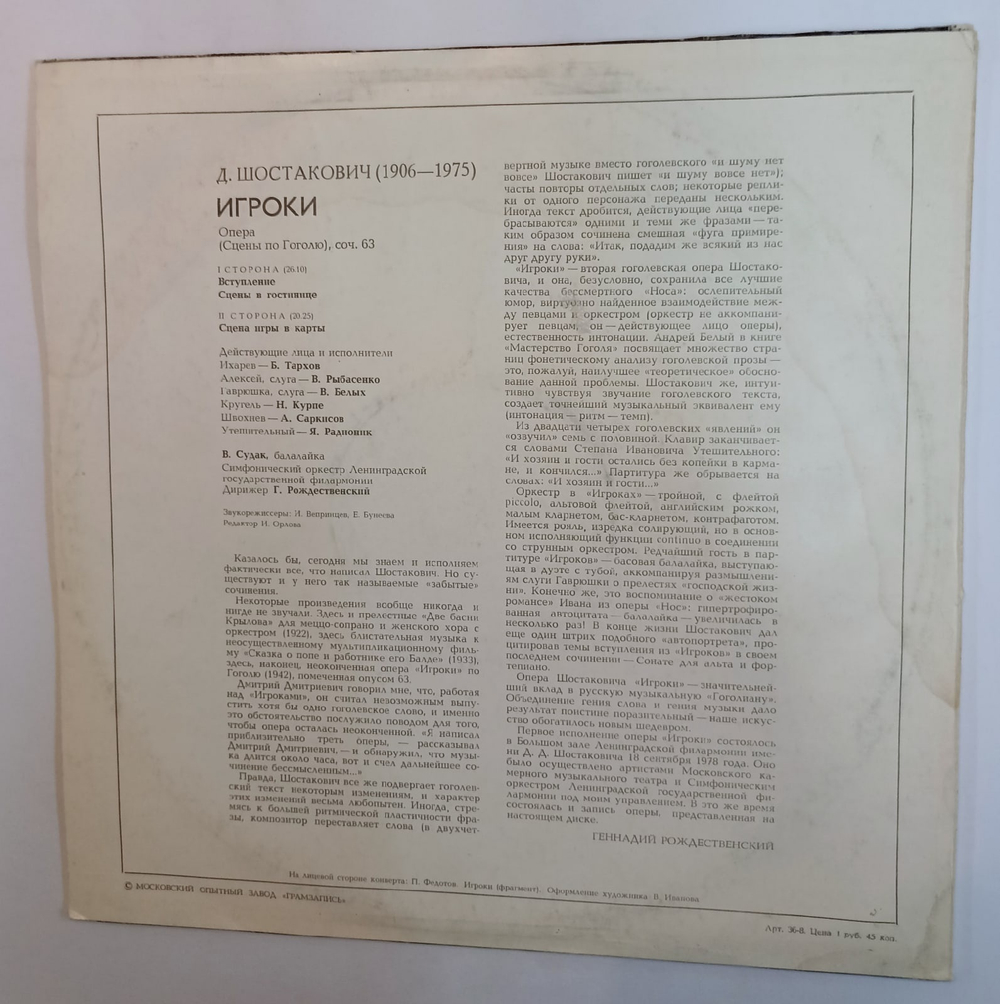 Д. ШОСТАКОВИЧ (1906—1975)
ИГРОКИ
Опера
(Сцены по Гоголю), соч. 63
I СТОРОНА (26.10)
Вступление
Сцены в гостинице
II СТОРОНА (20.25)
Сцена игры в карты
Действующие лица и исполнители
Ихарев — Б. Тархов
Алексей, слуга — В. Рыбасенко
Гаврюшка, слуга — В. Белых
Кругель — Н. Курпе
Швохнев — А. Саркисов
Утешительный — Я. Радионик
В. Судак, балалайка
Симфонический оркестр Ленинградской
государственной филармонии
Дирижер Г. Рождественский
Звукорежиссеры: И. Вепринцев, Е. Бунеева
Редактор И. Орлова
Казалось бы, сегодня мы знаем и исполняем
фактически все, что написал Шостакович. Но су-
ществуют и у него так называемые «забытые»
сочинения.
Некоторые произведения вообще никогда и
нигде не звучали. Здесь и прелестные «Две басни
Крылова» для меццо-сопрано и женского хора с
оркестром (1922), здесь блистательная музыка к
неосуществленному мультипликационному филь-
му «Сказка о попе и работнике его Балде» (1933),
здесь, наконец, неоконченная опера «Игроки» по
Гоголю (1942), помеченная опусом 63.
Дмитрий Дмитриевич говорил мне, что, работая
над «Игроками», он считал невозможным выпу-
стить хотя бы одно гоголевское слово, и именно
это обстоятельство послужило поводом для того,
чтобы опера осталась неоконченной. «Я написал
приблизительно треть оперы, — рассказывал
Дмитрий Дмитриевич, — и обнаружил, что музы-
ка длится около часа, вот и счел дальнейшее со-
чинение бессмысленным...»
Правда, Шостакович все же подвергает гоголев-
ский текст некоторым изменениям, и характер
этих изменений весьма любопытен. Иногда, стре-
мясь к большей ритмической пластичности фра-
зы, композитор переставляет слова (в двухчет-
вертной музыке вместо гоголевского «и шуму нет
вовсе» Шостакович пишет «и шуму вовсе нет»);
часты повторы отдельных слов; некоторые репли-
ки от одного персонажа переданы нескольким.
Иногда текст дробится, действующие лица «пере-
брасываются» одними и теми же фразами — та-
ким образом сочинена смешная «фуга примире-
ния» на слова: «Итак, подадим же всякий из нас
друг другу руки».
«Игроки» — вторая гоголевская опера Шостако-
вича, и она, безусловно, сохранила все лучшие
качества бессмертного «Носа»: ослепительный
юмор, виртуозно найденное взаимодействие меж-
ду певцами и оркестром (оркестр не аккомпани-
рует певцам, он — действующее лицо оперы),
естественность интонации. Андрей Белый в книге
«Мастерство Гоголя» посвящает множество стра-
ниц фонетическому анализу гоголевской прозы —
это, пожалуй, наилучшее «теоретическое» обосно-
вание данной проблемы. Шостакович же, интуи-
тивно чувствуя звучание гоголевского текста,
создает точнейший музыкальный эквивалент ему
(интонация — ритм — темп).
Из двадцати четырех гоголевских «явлений» он
«озвучил» семь с половиной. Клавир заканчивает-
ся словами Степана Ивановича Утешительного:
«И хозяин и гости остались без копейки в карма-
не, и кончился...» Партитура же обрывается на
словах: «И хозяин и гости...»
Оркестр в «Игроках» — тройной, с флейтой
piccolo, альтовой флейтой, английским рожком,
малым кларнетом, бас-кларнетом, контрафаготом.
Имеется рояль, изредка солирующий, но в основ-
ном исполняющий функции continuo в соединении
со струнным оркестром. Редчайший гость в пар-
титуре «Игроков» — басовая балалайка, выступаю-
щая в дуэте с тубой, аккомпанируя размышлени-
ям слуги Гаврюшки о прелестях «господской жиз-
ни». Конечно же, это воспоминание о «жестоком
романсе» Ивана из оперы «Нос»: гипертрофиро-
ванная автоцитата — балалайка — увеличилась в
несколько раз! В конце жизни Шостакович дал
еще один штрих подобного «автопортрета», про-
цитировав темы вступления из «Игроков» в своем
последнем сочинении — Сонате для альта и фор-
тепиано.
Опера Шостаковича «Игроки» — значительней-
ший вклад в русскую музыкальную «Гоголиану».
Объединение гения слова и гения музыки дало
результат поистине поразительный — наше искус-
ство обогатилось новым шедевром.
Первое исполнение оперы «Игроки» состоялось
в Большом зале Ленинградской филармонии име-
ни Д. Д. Шостаковича 18 сентября 1978 года. Оно
было осуществлено артистами Московского ка-
мерного музыкального театра и Симфоническим
оркестром Ленинградской государственной фи-
лармонии под моим управлением. В это же время
состоялась и запись оперы, представленная на
настоящем диске.
ГЕННАДИЙ РОЖДЕСТВЕНСКИЙ
На лицевой стороне конверта: П. Федотов. Игроки (фрагмент). Оформление художника В. Иванова
© МОСКОВСКИЙ ОПЫТНЫЙ ЗАВОД «ГРАМЗАПИСЬ»
Арт. 36-8. Цена 1 руб. 45 коп.